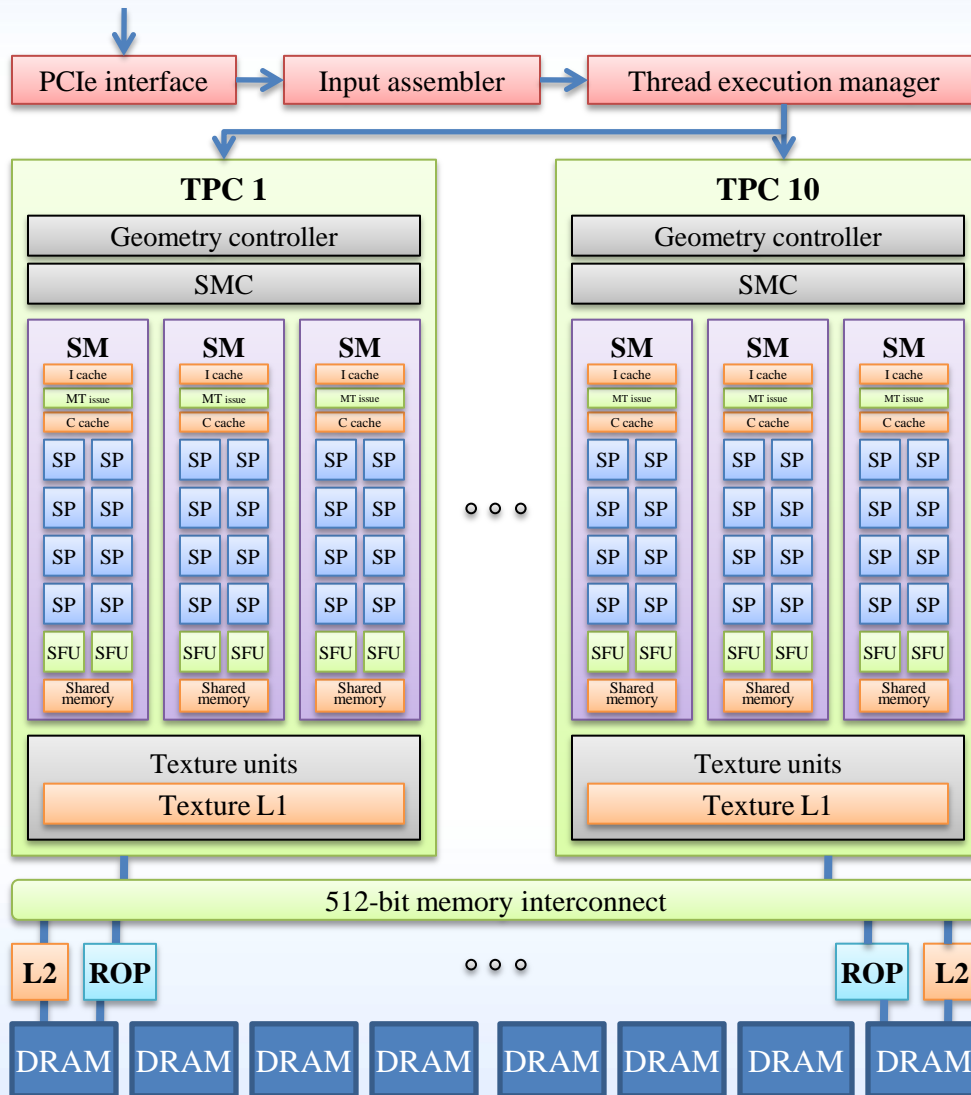 PCIe interface Input assembler Thread execution manager
TPC 1 TPC 10
Geometry controller Geometry controller
SMC SMC
SM SM SM SM SM SM
I cache I cache I cache I cache I cache I cache
MT issue MT issue MT issue MT issue MT issue MT issue
C cache C cache C cache C cache C cache C cache
SP SP SP SP SP SP SP SP SP SP SP SP
SP SP SP SP SP SP SP SP SP SP SP SP
SP SP SP SP SP SP SP SP SP SP SP SP
SP SP SP SP SP SP SP SP SP SP SP SP
SFU SFU SFU SFU SFU SFU SFU SFU SFU SFU SFU SFU
Shared Shared Shared Shared Shared Shared
memory memory memory memory memory memory
Texture units Texture units
Texture L1 Texture L1
512-bit memory interconnect
L2 ROP ROP L2
DRAM DRAM DRAM DRAM DRAM DRAM DRAM DRAM